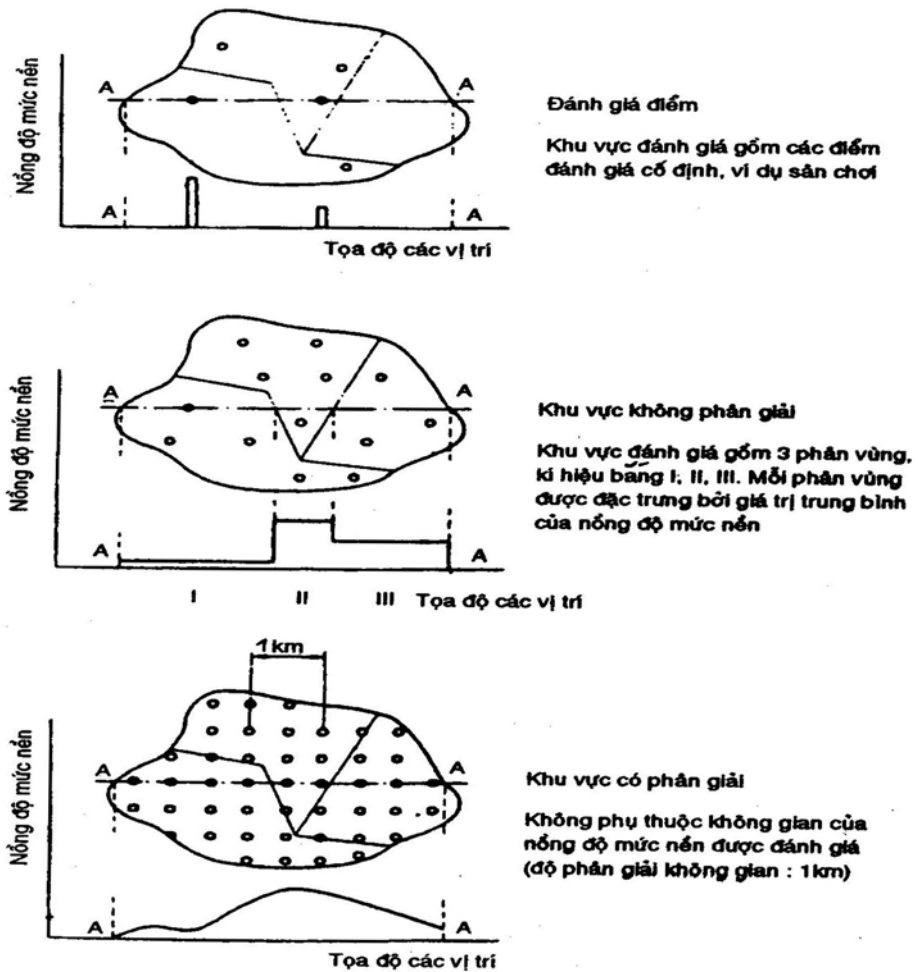 Nồng độ mức nền
A
A
A
A
Tọa độ các vị trí
Đánh giá điểm
Khu vực đánh giá gồm các điểm
đánh giá cố định, ví dụ sân chơi
Nồng độ mức nền
A
A
A
A
I II III Tọa độ các vị trí
Khu vực không phân giải
Khu vực đánh giá gồm 3 phân vùng,
kí hiệu bằng I; II, III. Mỗi phân vùng
được đặc trưng bởi giá trị trung bình
của nồng độ mức nền
1km
Nồng độ mức nền
A
A
A
A
Tọa độ các vị trí
Khu vực có phân giải
Không phụ thuộc không gian của
nồng độ mức nền được đánh giá
(độ phân giải không gian : 1km)